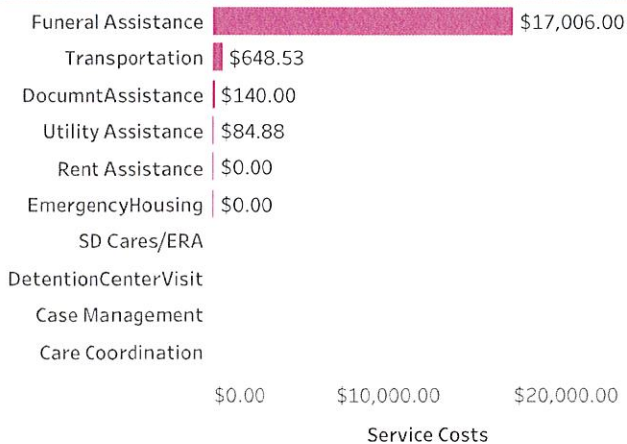 Funeral Assistance $17,006.00
Transportation $648.53
DocumntAssistance $140.00
Utility Assistance $84.88
Rent Assistance $0.00
EmergencyHousing $0.00
SD Cares/ERA
DetentionCenterVisit
Case Management
Care Coordination
$0.00 $10,000.00 $20,000.00
Service Costs